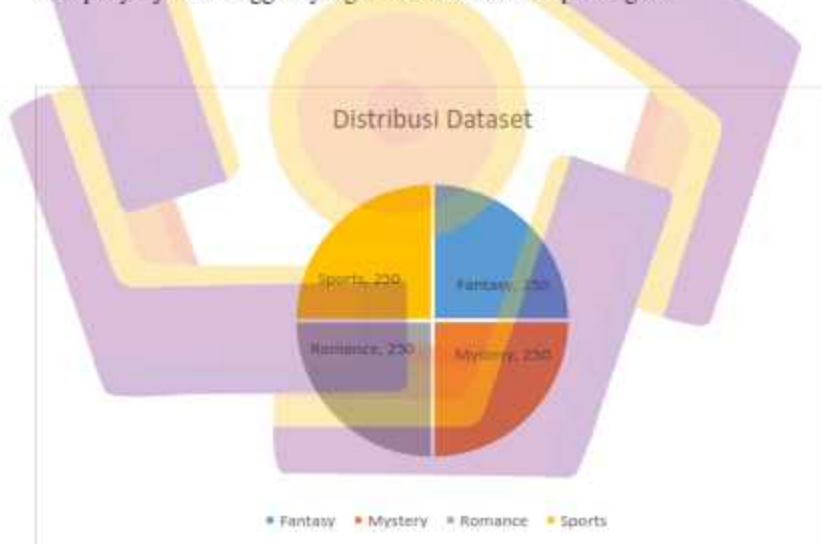 Distribusi Dataset
Sports, 250 Fantasy, 250
Romance, 250 Mystery, 250
Fantasy Mystery Romance Sports